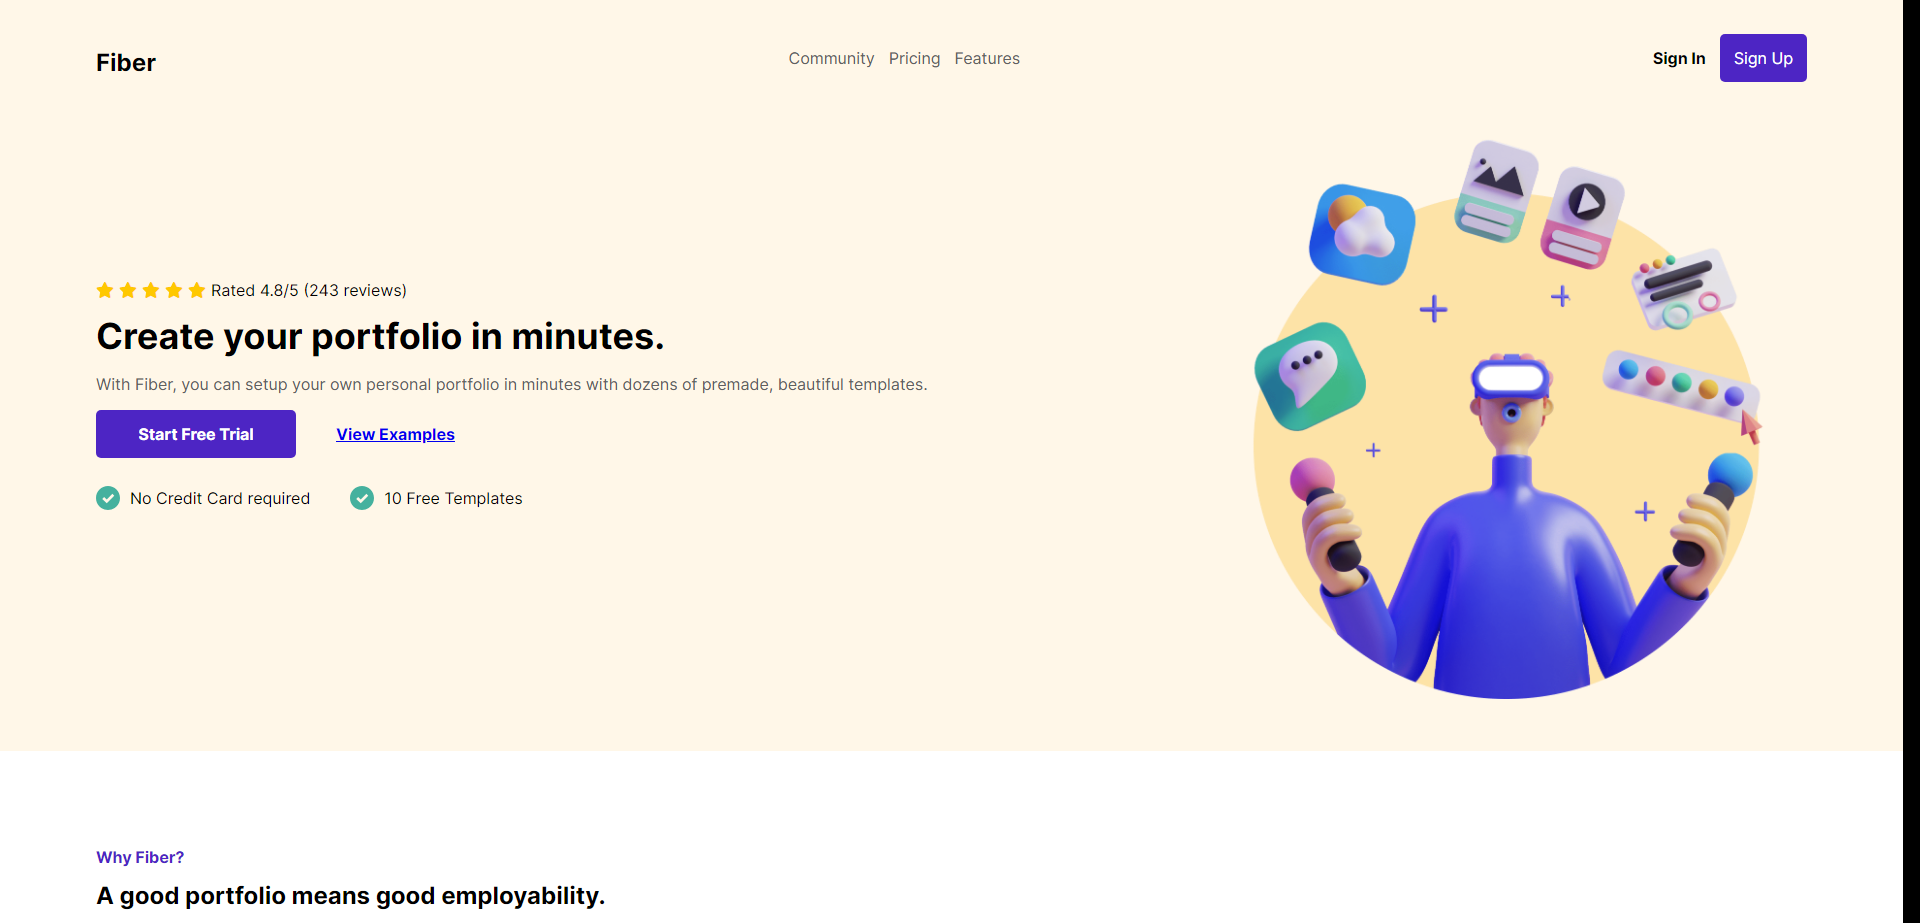 Fiber
Community Pricing Features
Sign In Sign Up
Rated 4.8/5 (243 reviews)
Create your portfolio in minutes.
With Fiber, you can setup your own personal portfolio in minutes with dozens of premade, beautiful templates.
Start Free Trial View Examples
No Credit Card required 10 Free Templates
Why Fiber?
A good portfolio means good employability.